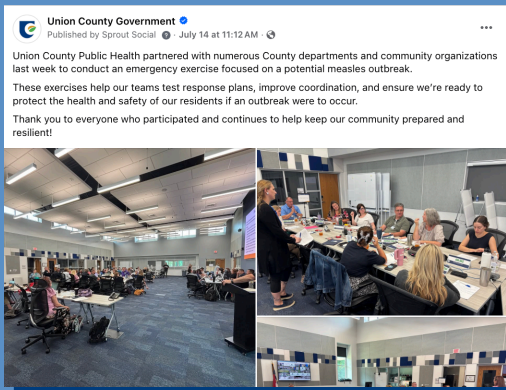 Union County Government
Published by Sprout Social · July 14 at 11:12 AM ·
Union County Public Health partnered with numerous County departments and community organizations
last week to conduct an emergency exercise focused on a potential measles outbreak.
These exercises help our teams test response plans, improve coordination, and ensure we're ready to
protect the health and safety of our residents if an outbreak were to occur.
Thank you to everyone who participated and continues to help keep our community prepared and
resilient!